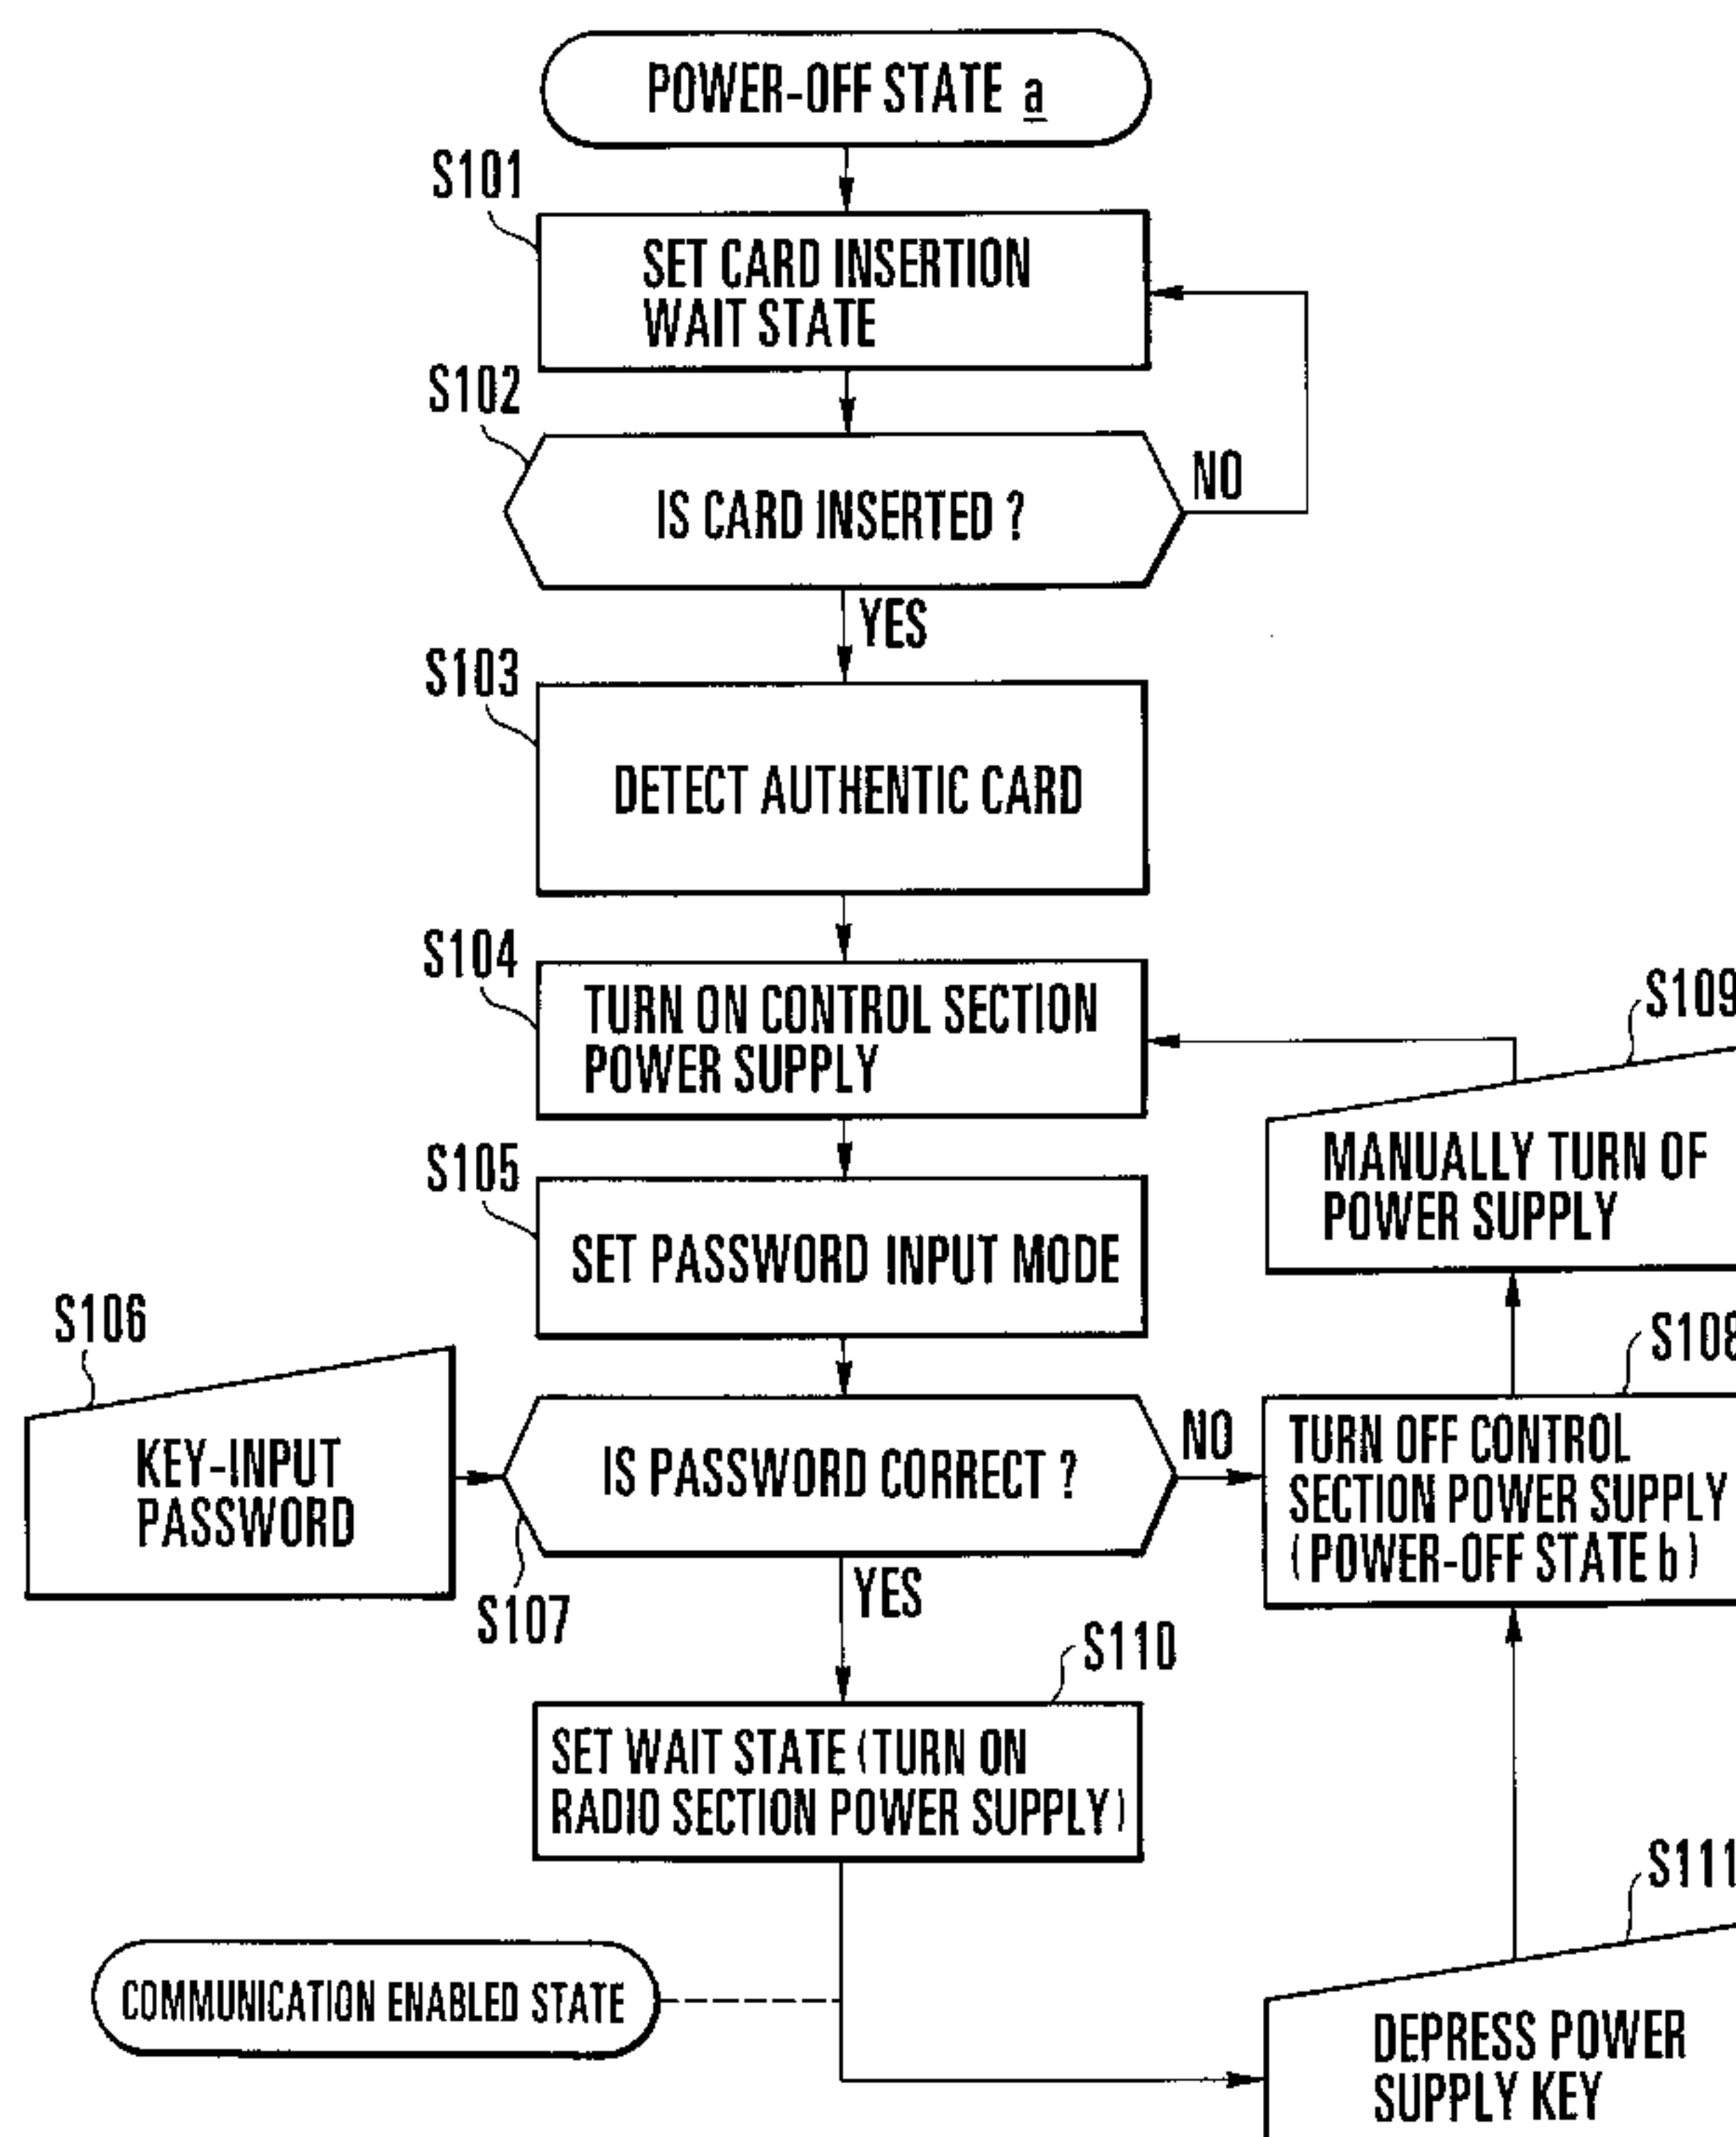 POWER-OFF STATE a
S101
SET CARD INSERTION
WAIT STATE
S102
IS CARD INSERTED ?
NO
YES
S103
DETECT AUTHENTIC CARD
S104
TURN ON CONTROL SECTION
POWER SUPPLY
S109
MANUALLY TURN OF
POWER SUPPLY
S105
SET PASSWORD INPUT MODE
S106
KEY-INPUT
PASSWORD
IS PASSWORD CORRECT ?
S107
NO
S108
TURN OFF CONTROL
SECTION POWER SUPPLY
(POWER-OFF STATE b)
YES
S110
SET WAIT STATE (TURN ON
RADIO SECTION POWER SUPPLY)
COMMUNICATION ENABLED STATE
S111
DEPRESS POWER
SUPPLY KEY